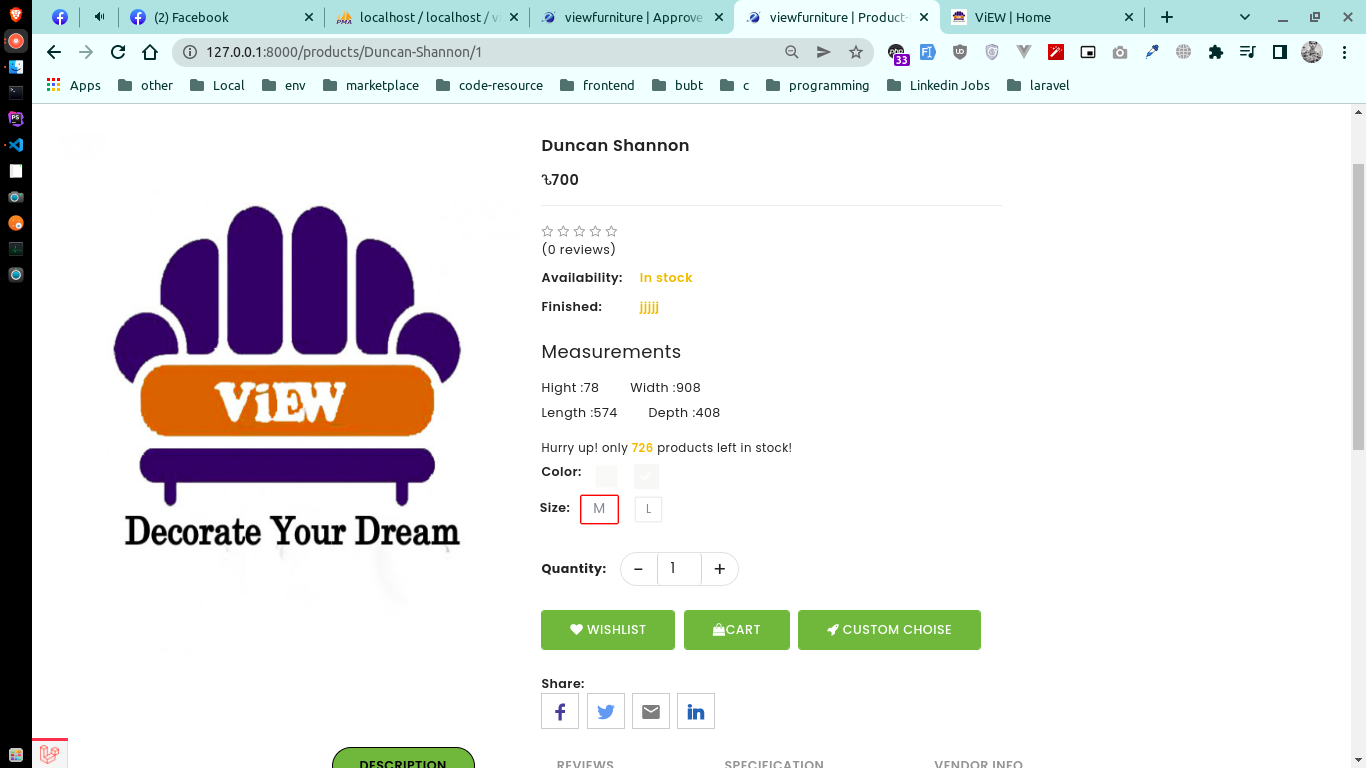 (2) Facebook
localhost / localhost / vi
viewfurniture | Approve
viewfurniture | Product-
ViEW | Home
127.0.0.1:8000/products/Duncan-Shannon/1
php
33
Apps
other
Local
env
marketplace
code-resource
frontend
bubt
c
programming
Linkedin Jobs
laravel
ViEW
Decorate Your Dream
Duncan Shannon
৳700
(0 reviews)
Availability: In stock
Finished: jjjjj
Measurements
Hight :78 Width :908
Length :574 Depth :408
Hurry up! only 726 products left in stock!
Color:
Size: M L
Quantity: - 1 +
WISHLIST CART CUSTOM CHOISE
Share:
DESCRIPTION REVIEWS SPECIFICATION VENDOR INFO